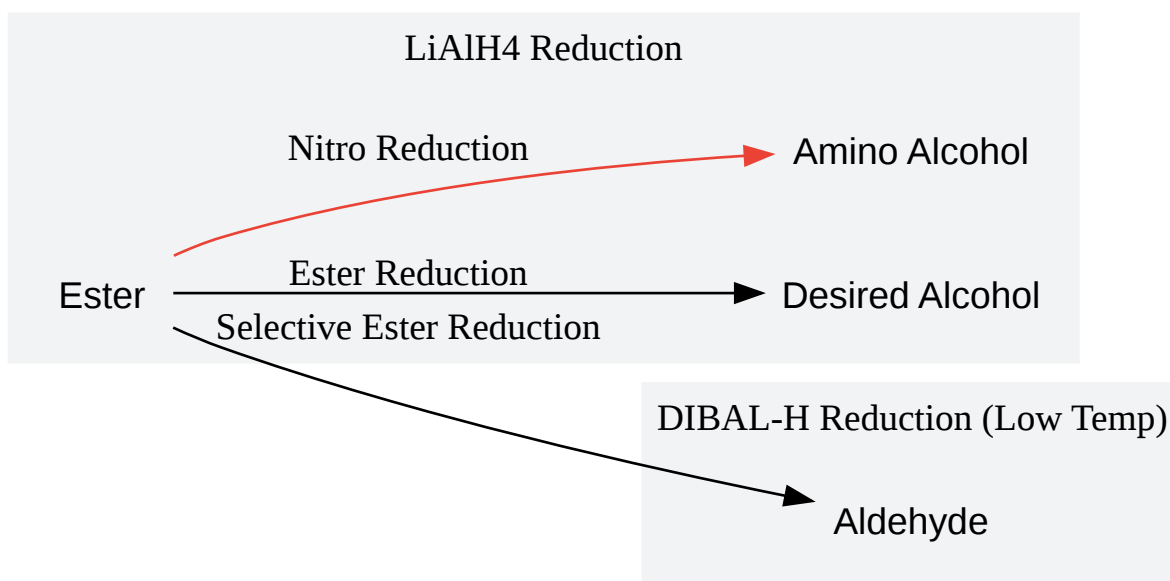 LiAlH4 Reduction
Nitro Reduction
Amino Alcohol
Ester Reduction
Ester
Desired Alcohol
Selective Ester Reduction
DIBAL-H Reduction (Low Temp)
Aldehyde